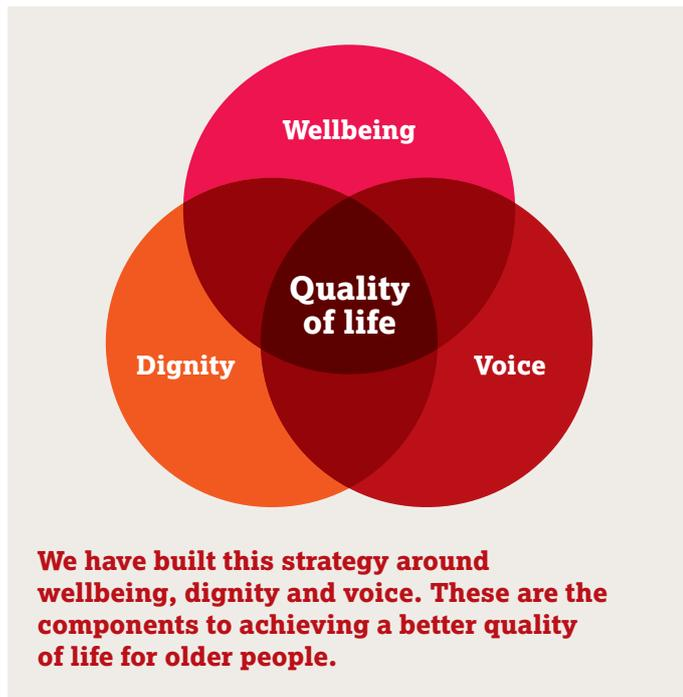 Wellbeing
Quality
of life
Dignity
Voice
We have built this strategy around
wellbeing, dignity and voice. These are the
components to achieving a better quality
of life for older people.